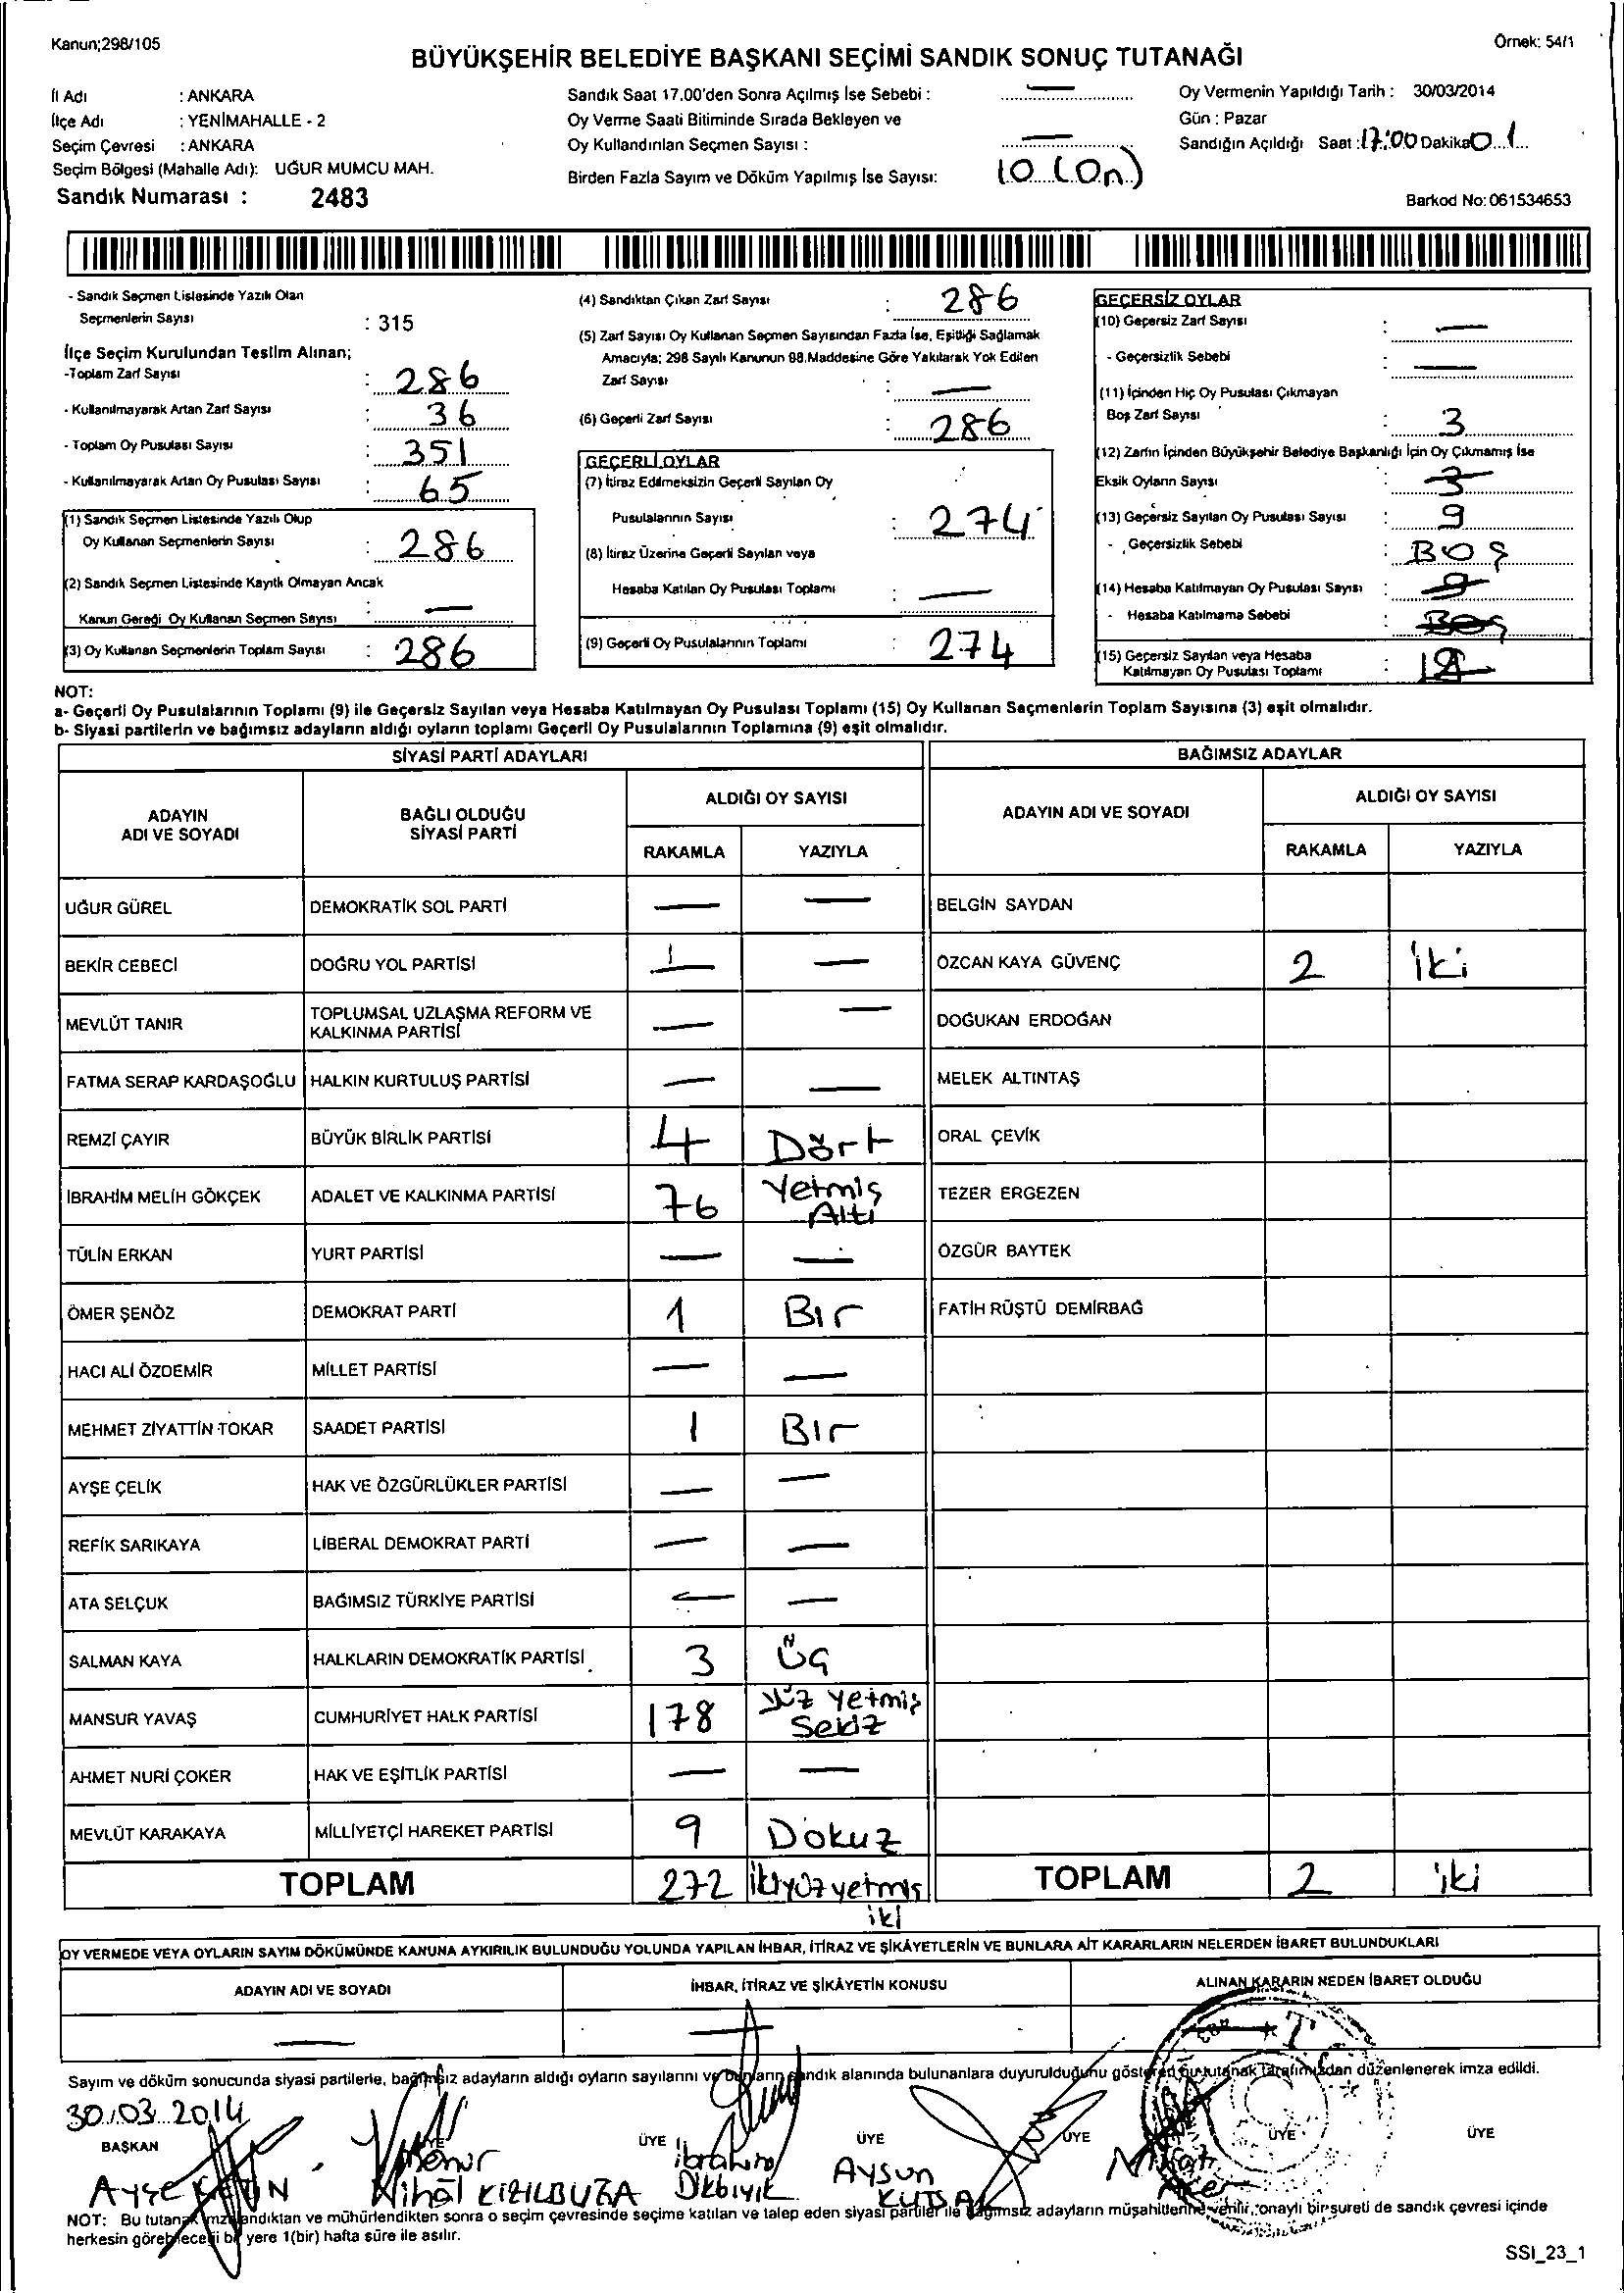 Kanun;298/105
Örnek: 54/1
BÜYÜKŞEHİR BELEDİYE BAŞKANI SEÇİMİ SANDIK SONUÇ TUTANAĞI
İl Adı : ANKARA
İlçe Adı : YENİMAHALLE - 2
Seçim Çevresi : ANKARA
Seçim Bölgesi (Mahalle Adı): UĞUR MUMCU MAH.
Sandık Numarası : 2483
Sandık Saat 17.00'den Sonra Açılmış İse Sebebi : —
Oy Verme Saati Bitiminde Sırada Bekleyen ve
Oy Kullandırılan Seçmen Sayısı : —
Birden Fazla Sayım ve Döküm Yapılmış İse Sayısı: 10 (On)
Oy Vermenin Yapıldığı Tarih : 30/03/2014
Gün : Pazar
Sandığın Açıldığı Saat : 17:00 Dakika 01
Barkod No: 061534653
- Sandık Seçmen Listesinde Yazılı Olan
Seçmenlerin Sayısı : 315
İlçe Seçim Kurulundan Teslim Alınan;
-Toplam Zarf Sayısı : 286
- Kullanılmayarak Artan Zarf Sayısı : 36
- Toplam Oy Pusulası Sayısı : 351
- Kullanılmayarak Artan Oy Pusulası Sayısı : 65
(1) Sandık Seçmen Listesinde Yazılı Olup
Oy Kullanan Seçmenlerin Sayısı : 286
(2) Sandık Seçmen Listesinde Kayıtlı Olmayan Ancak
Kanun Gereği Oy Kullanan Seçmen Sayısı : —
(3) Oy Kullanan Seçmenlerin Toplam Sayısı : 286
(4) Sandıktan Çıkan Zarf Sayısı : 286
(5) Zarf Sayısı Oy Kullanan Seçmen Sayısından Fazla İse, Eşitliği Sağlamak
Amacıyla; 298 Sayılı Kanunun 98.Maddesine Göre Yakılarak Yok Edilen
Zarf Sayısı : —
(6) Geçerli Zarf Sayısı : 286
GEÇERLİ OYLAR
(7) İtiraz Edilmeksizin Geçerli Sayılan Oy
Pusulalarının Sayısı : 274
(8) İtiraz Üzerine Geçerli Sayılan veya
Hesaba Katılan Oy Pusulası Toplamı : —
(9) Geçerli Oy Pusulalarının Toplamı : 274
GEÇERSİZ OYLAR
(10) Geçersiz Zarf Sayısı : —
- Geçersizlik Sebebi : —
(11) İçinden Hiç Oy Pusulası Çıkmayan
Boş Zarf Sayısı : 3
(12) Zarfın İçinden Büyükşehir Belediye Başkanlığı İçin Oy Çıkmamış İse
Eksik Oyların Sayısı : 3
(13) Geçersiz Sayılan Oy Pusulası Sayısı : 9
- Geçersizlik Sebebi : BOŞ
(14) Hesaba Katılmayan Oy Pusulası Sayısı : 9
- Hesaba Katılmama Sebebi : Boş
(15) Geçersiz Sayılan veya Hesaba
Katılmayan Oy Pusulası Toplamı :
NOT:
a- Geçerli Oy Pusulalarının Toplamı (9) ile Geçersiz Sayılan veya Hesaba Katılmayan Oy Pusulası Toplamı (15) Oy Kullanan Seçmenlerin Toplam Sayısına (3) eşit olmalıdır.
b- Siyasi partilerin ve bağımsız adayların aldığı oyların toplamı Geçerli Oy Pusulalarının Toplamına (9) eşit olmalıdır.
SİYASİ PARTİ ADAYLARI
BAĞIMSIZ ADAYLAR
ADAYIN ADI VE SOYADI
BAĞLI OLDUĞU SİYASİ PARTİ
ALDIĞI OY SAYISI
RAKAMLA YAZIYLA
ADAYIN ADI VE SOYADI
ALDIĞI OY SAYISI
RAKAMLA YAZIYLA
UĞUR GÜREL DEMOKRATİK SOL PARTİ — — BELGİN SAYDAN
BEKİR CEBECİ DOĞRU YOL PARTİSİ — — ÖZCAN KAYA GÜVENÇ 2 iki
MEVLÜT TANIR TOPLUMSAL UZLAŞMA REFORM VE KALKINMA PARTİSİ — — DOĞUKAN ERDOĞAN
FATMA SERAP KARDAŞOĞLU HALKIN KURTULUŞ PARTİSİ — — MELEK ALTINTAŞ
REMZİ ÇAYIR BÜYÜK BİRLİK PARTİSİ 4 Dört ORAL ÇEVİK
İBRAHİM MELİH GÖKÇEK ADALET VE KALKINMA PARTİSİ 76 Yetmiş Altı TEZER ERGEZEN
TÜLİN ERKAN YURT PARTİSİ — — ÖZGÜR BAYTEK
ÖMER ŞENÖZ DEMOKRAT PARTİ 1 Bir FATİH RÜŞTÜ DEMİRBAĞ
HACI ALİ ÖZDEMİR MİLLET PARTİSİ — —
MEHMET ZİYATTİN TOKAR SAADET PARTİSİ 1 Bir
AYŞE ÇELİK HAK VE ÖZGÜRLÜKLER PARTİSİ — —
REFİK SARIKAYA LİBERAL DEMOKRAT PARTİ — —
ATA SELÇUK BAĞIMSIZ TÜRKİYE PARTİSİ — —
SALMAN KAYA HALKLARIN DEMOKRATİK PARTİSİ 3 Üç
MANSUR YAVAŞ CUMHURİYET HALK PARTİSİ 178 Yüz Yetmiş Sekiz
AHMET NURİ ÇOKER HAK VE EŞİTLİK PARTİSİ — —
MEVLÜT KARAKAYA MİLLİYETÇİ HAREKET PARTİSİ 9 Dokuz
TOPLAM 272 ikiyüzyetmiş iki TOPLAM 2 iki
OY VERMEDE VEYA OYLARIN SAYIM DÖKÜMÜNDE KANUNA AYKIRILIK BULUNDUĞU YOLUNDA YAPILAN İHBAR, İTİRAZ VE ŞİKÂYETLERİN VE BUNLARA AİT KARARLARIN NELERDEN İBARET BULUNDUKLARI
ADAYIN ADI VE SOYADI
İHBAR, İTİRAZ VE ŞİKÂYETİN KONUSU
ALINAN KARARIN NEDEN İBARET OLDUĞU
— — —
Sayım ve döküm sonucunda siyasi partilerle, bağımsız adayların aldığı oyların sayılarını ve bunların sandık alanında bulunanlara duyurulduğunu gösteren bu tutanak tarafımızdan düzenlenerek imza edildi.
30.03.2014
BAŞKAN ÜYE ÜYE ÜYE ÜYE ÜYE
Ayşe Nihal KIZILBUĞA İbrahim Dikbıyık Aysun Nihat
NOT: Bu tutanak imzalandıktan ve mühürlendikten sonra o seçim çevresinde seçime katılan ve talep eden siyasi partiler ile bağımsız adayların müşahitlerine verilir, onaylı bir sureti de sandık çevresi içinde
herkesin görebileceği bir yere 1(bir) hafta süre ile asılır.
SSI_23_1